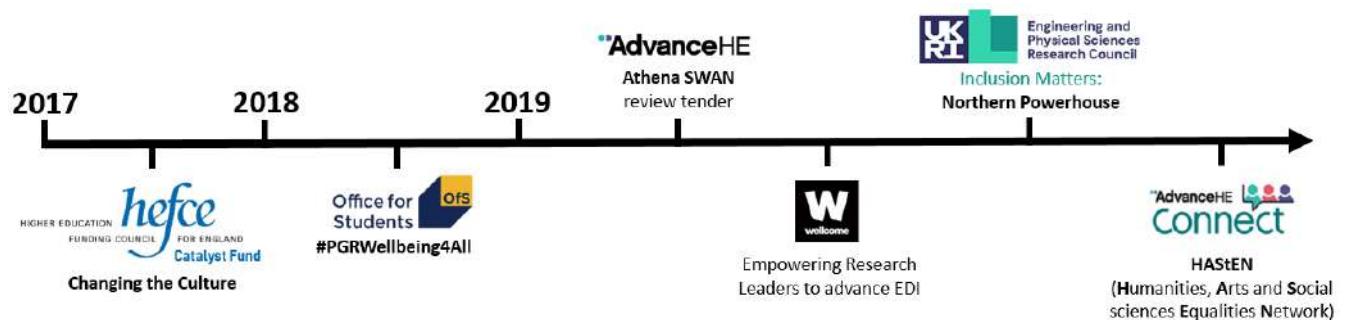 2017
2018
2019
AdvanceHE
Athena SWAN
review tender
UK
RI
Engineering and
Physical Sciences
Research Council
Inclusion Matters:
Northern Powerhouse
HIGHER EDUCATION hefce
FUNDING COUNCIL FOR ENGLAND
Catalyst Fund
Changing the Culture
Office for
Students
OfS
#PGRWellbeing4All
W
wellcome
Empowering Research
Leaders to advance EDI
AdvanceHE
Connect
HAStEN
(Humanities, Arts and Social
sciences Equalities Network)